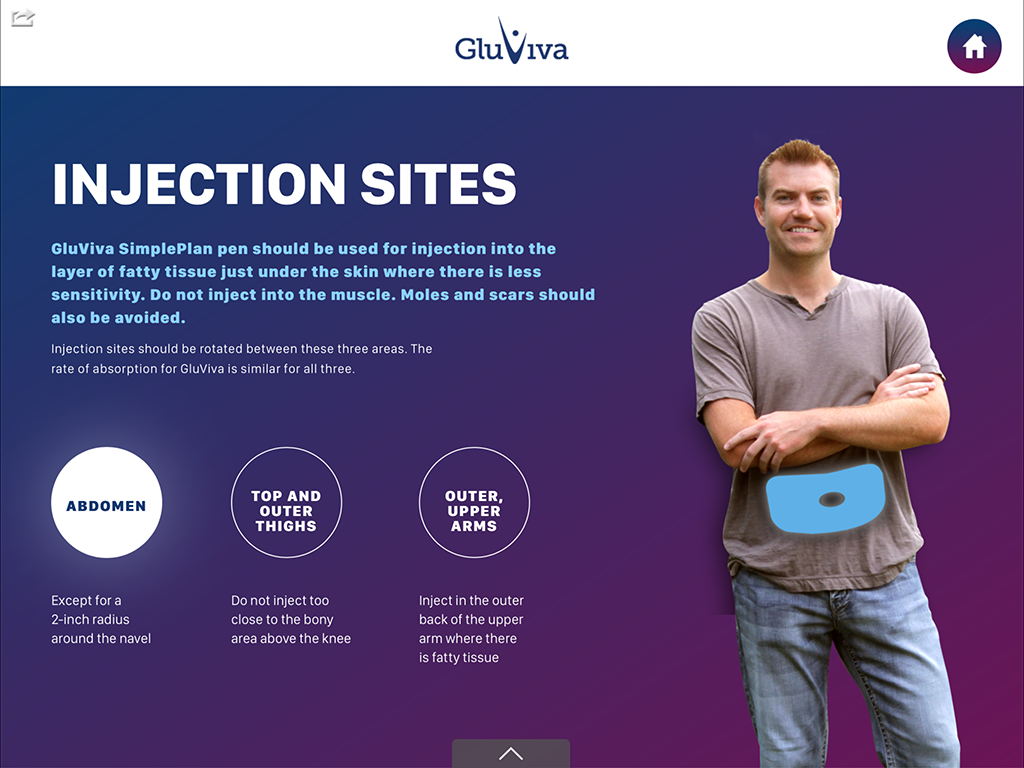 GluViva
INJECTION SITES
GluViva SimplePlan pen should be used for injection into the
layer of fatty tissue just under the skin where there is less
sensitivity. Do not inject into the muscle. Moles and scars should
also be avoided.
Injection sites should be rotated between these three areas. The
rate of absorption for GluViva is similar for all three.
ABDOMEN
Except for a
2-inch radius
around the navel
TOP AND
OUTER
THIGHS
Do not inject too
close to the bony
area above the knee
OUTER,
UPPER
ARMS
Inject in the outer
back of the upper
arm where there
is fatty tissue